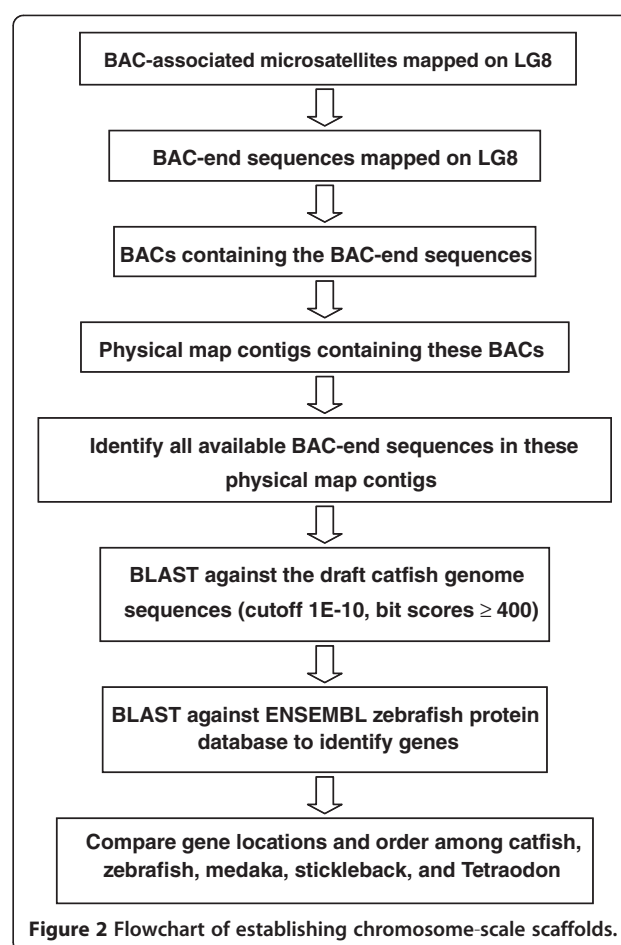 BAC-associated microsatellites mapped on LG8
BAC-end sequences mapped on LG8
BACs containing the BAC-end sequences
Physical map contigs containing these BACs
Identify all available BAC-end sequences in these
physical map contigs
BLAST against the draft catfish genome
sequences (cutoff 1E-10, bit scores ≥ 400)
BLAST against ENSEMBL zebrafish protein
database to identify genes
Compare gene locations and order among catfish,
zebrafish, medaka, stickleback, and Tetraodon
Figure 2 Flowchart of establishing chromosome-scale scaffolds.